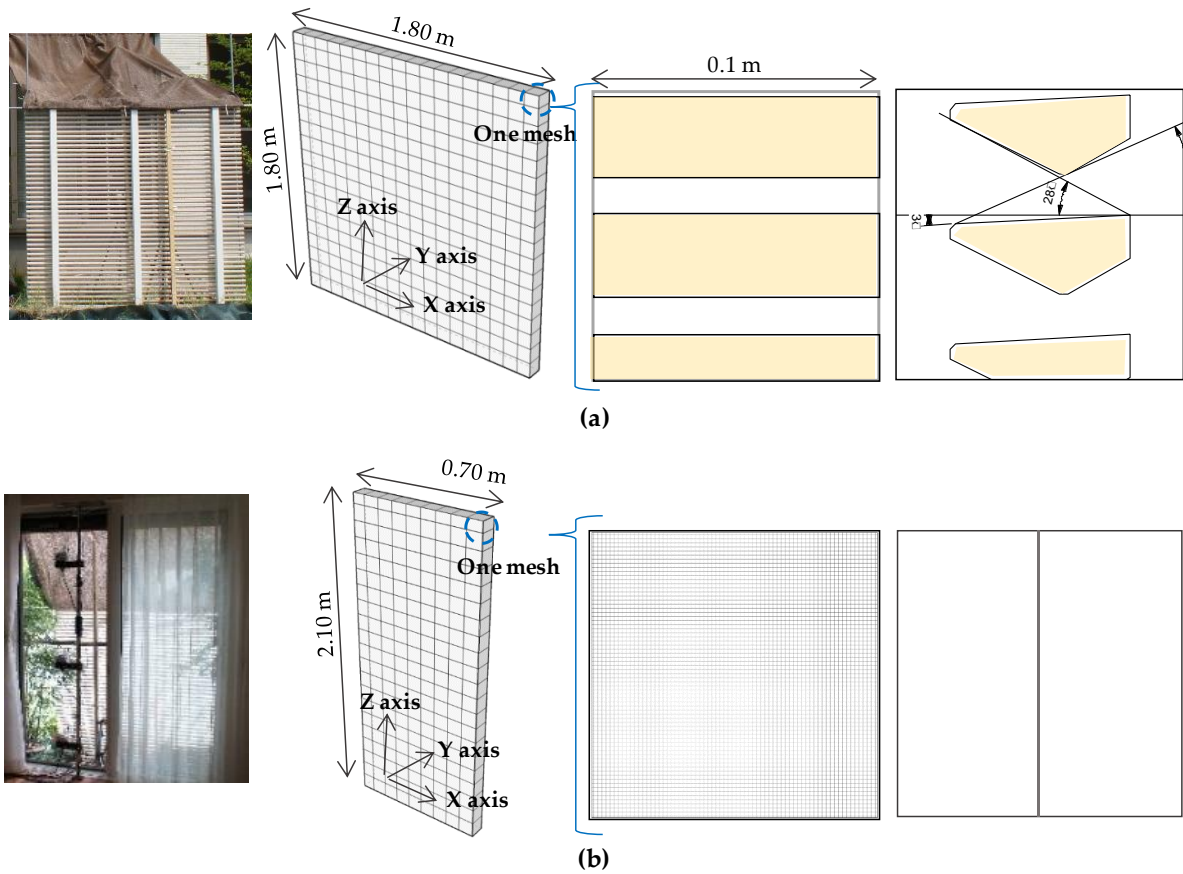 1.80 m
0.1 m
One mesh
1.80 m
Z axis
Y axis
X axis
28
3
(a)
0.70 m
One mesh
2.10 m
Z axis
Y axis
X axis
(b)